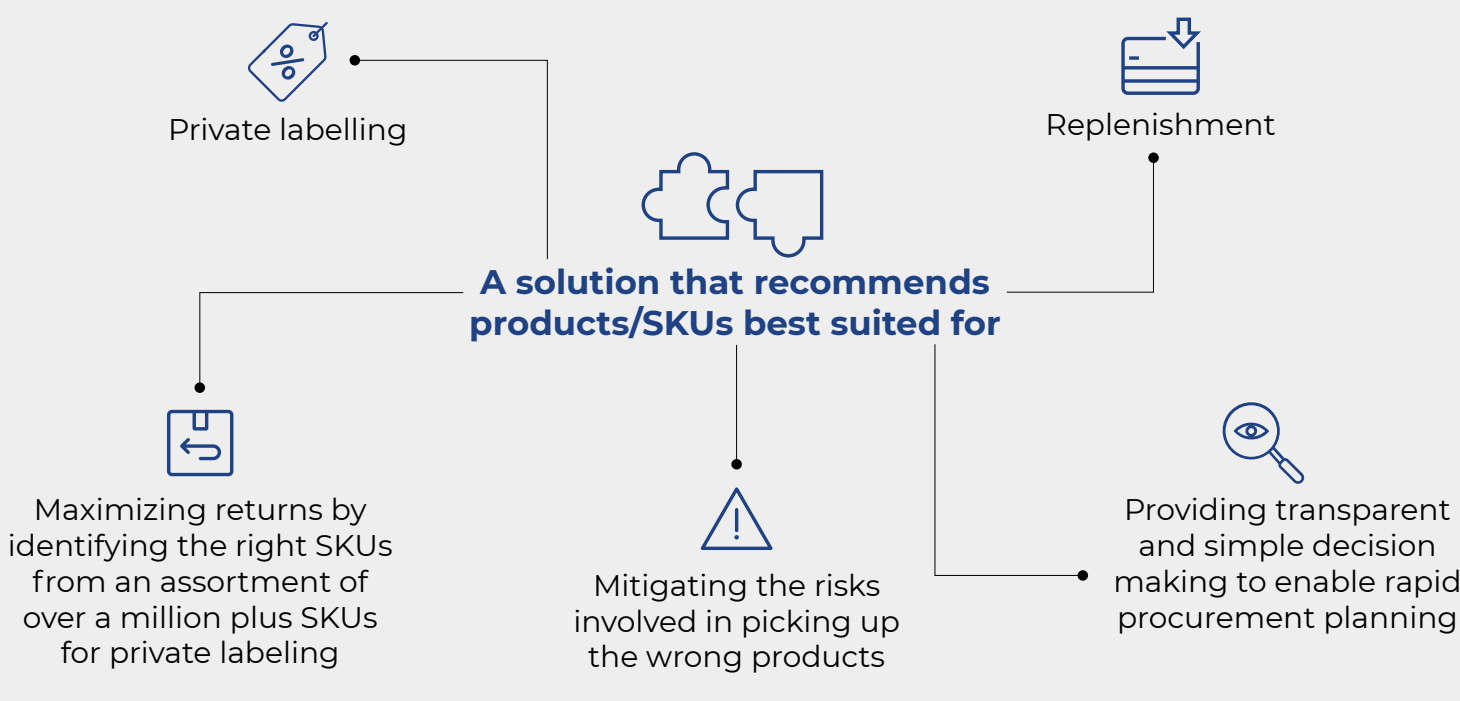 Private labelling
Replenishment
A solution that recommends
products/SKUs best suited for
Maximizing returns by
identifying the right SKUs
from an assortment of
over a million plus SKUs
for private labeling
Mitigating the risks
involved in picking up
the wrong products
Providing transparent
and simple decision
making to enable rapid
procurement planning